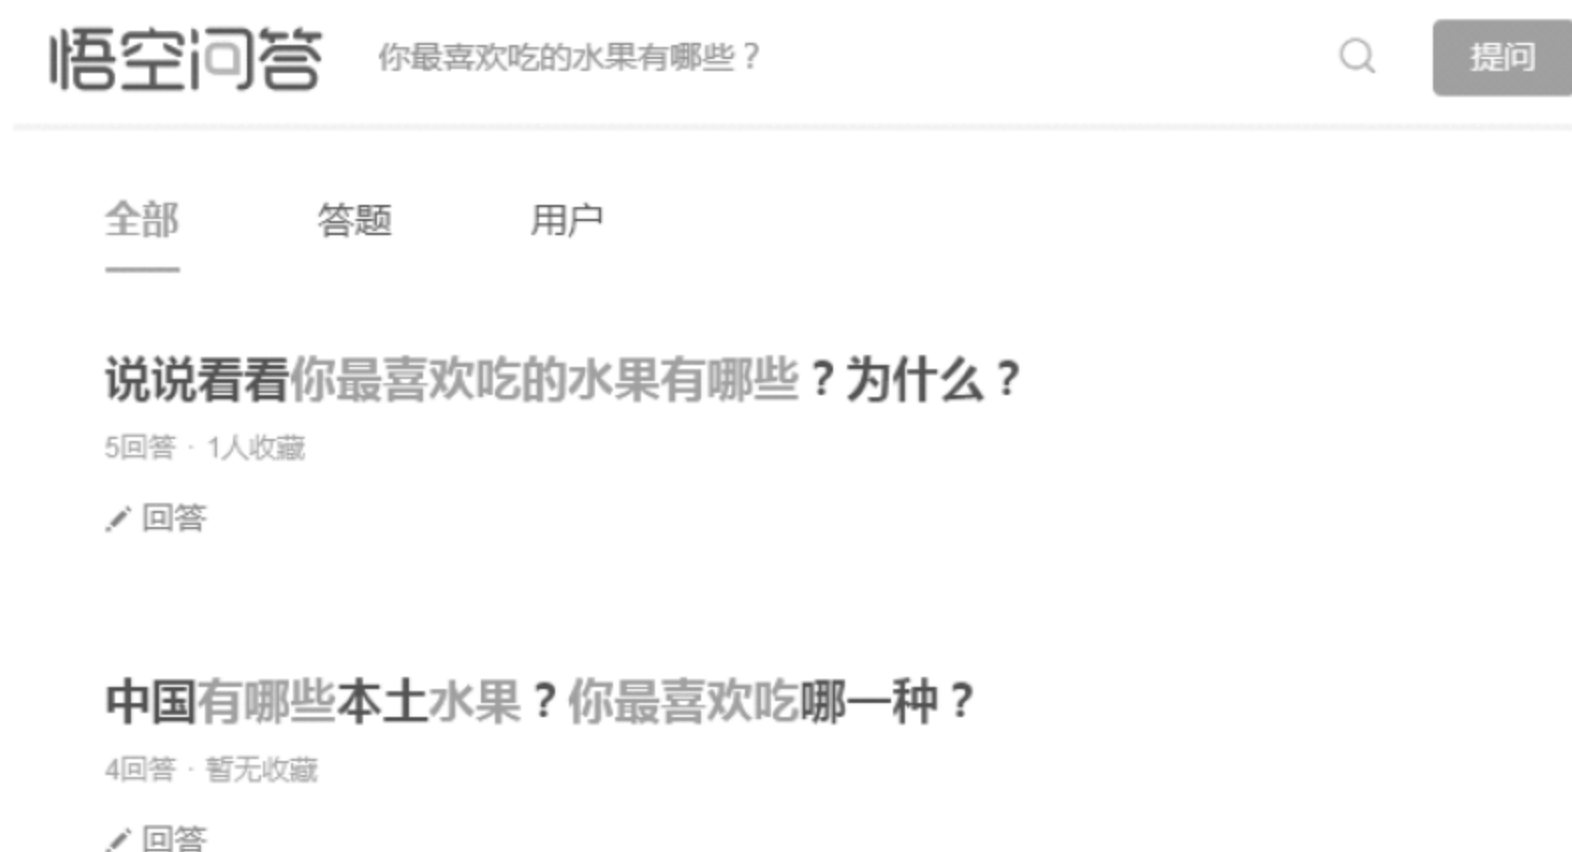 悟空问答 你最喜欢吃的水果有哪些？ 提问
全部 答题 用户
说说看看你最喜欢吃的水果有哪些？为什么？
5回答 · 1人收藏
回答
中国有哪些本土水果？你最喜欢吃哪一种？
4回答 · 暂无收藏
回答